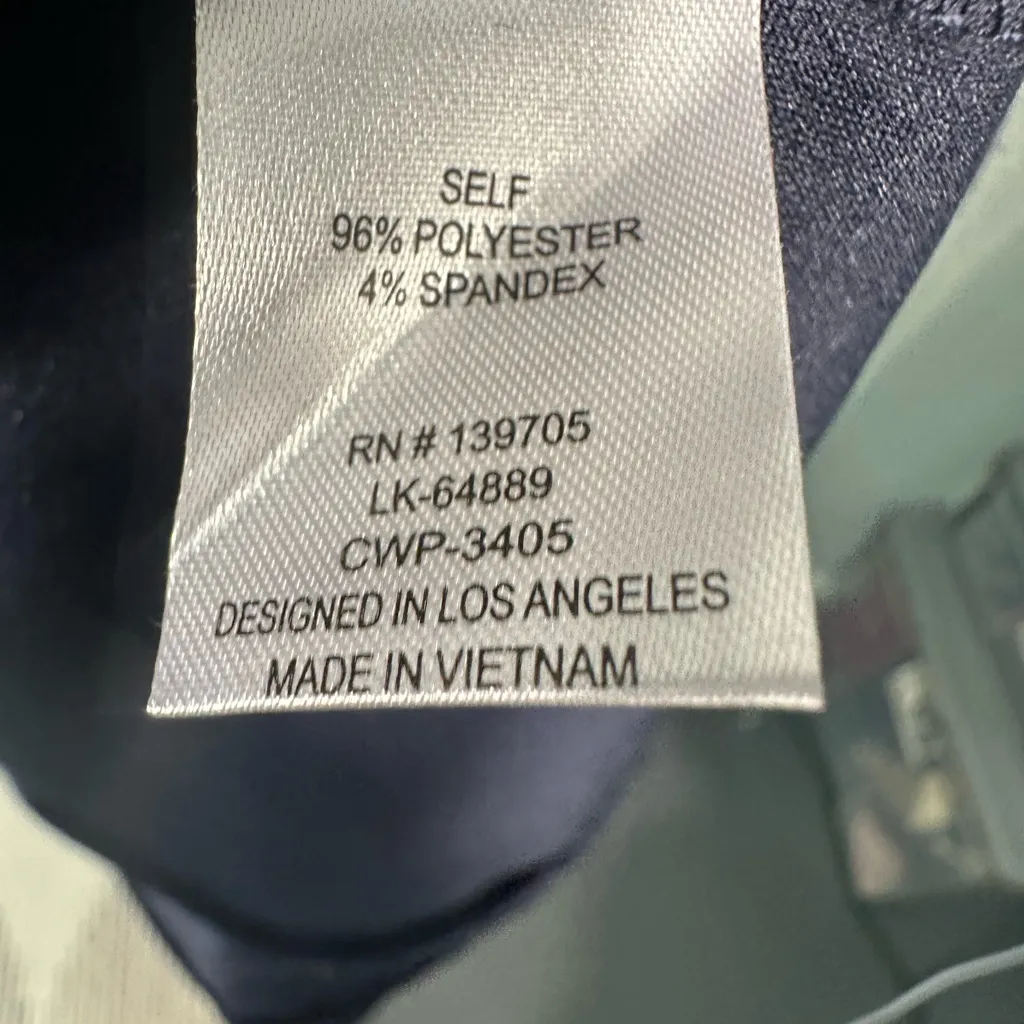 SELF
96% POLYESTER
4% SPANDEX
RN # 139705
LK-64889
CWP-3405
DESIGNED IN LOS ANGELES
MADE IN VIETNAM